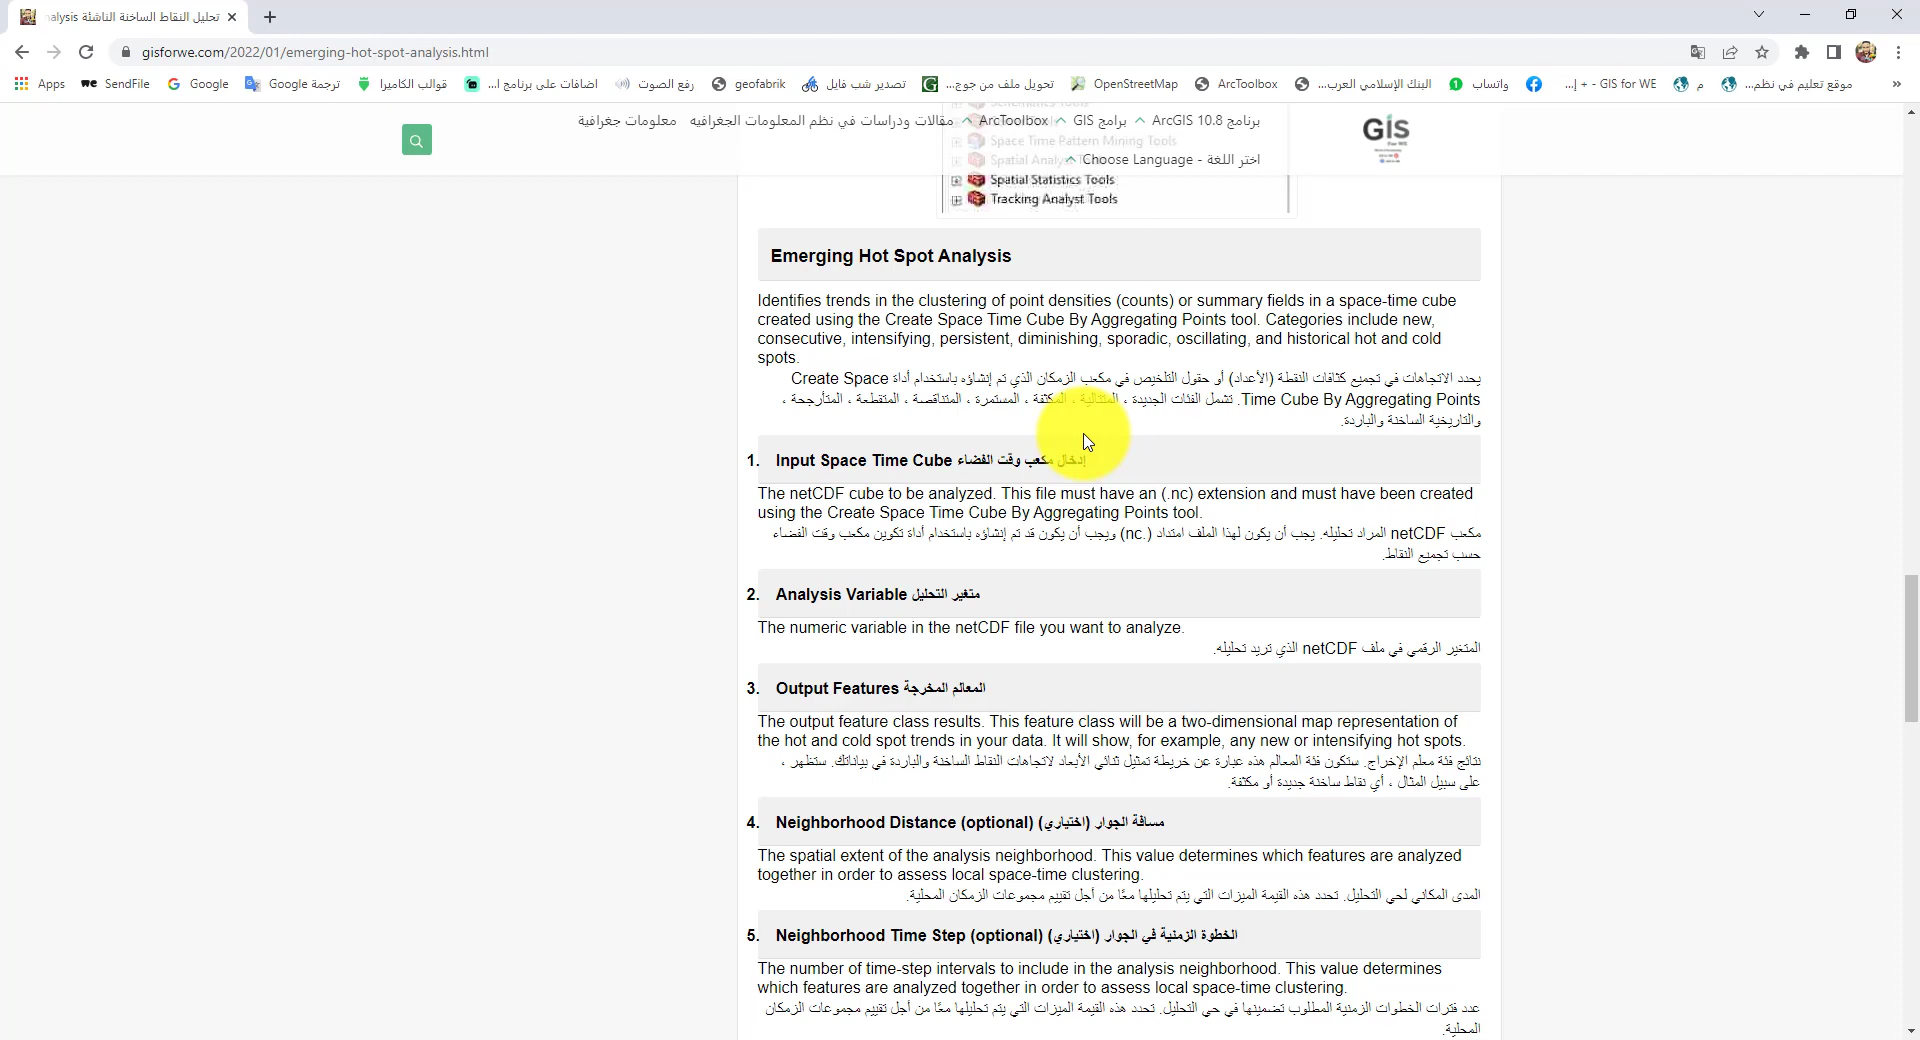 تحليل النقاط الساخنة الناشئة alysis
gisforwe.com/2022/01/emerging-hot-spot-analysis.html
Apps
SendFile
Google
ترجمة Google
قوالب الكاميرا
اضافات على برنامج ا...
رفع الصوت
geofabrik
تصدير شب فايل
تحويل ملف من جوج...
OpenStreetMap
ArcToolbox
البنك الإسلامي العرب...
واتساب
GIS for WE - + |...
م
موقع تعليم في نظم...
برنامج ArcGIS 10.8
برامج GIS
ArcToolbox
مقالات ودراسات في نظم المعلومات الجغرافيه
معلومات جغرافية
Space Time Pattern Mining Tools
اختر اللغة - Choose Language
GIS
Spatial Statistics Tools
Tracking Analyst Tools
Emerging Hot Spot Analysis
Identifies trends in the clustering of point densities (counts) or summary fields in a space-time cube
created using the Create Space Time Cube By Aggregating Points tool. Categories include new,
consecutive, intensifying, persistent, diminishing, sporadic, oscillating, and historical hot and cold
spots.
يحدد الاتجاهات في تجميع كثافات النقطة (الأعداد) أو حقول التلخيص في مكعب الزمكان الذي تم إنشاؤه باستخدام أداة Create Space
Time Cube By Aggregating Points. تشمل الفئات الجديدة ، المتتالية ، المكثفة ، المستمرة ، المتناقصة ، المتقطعة ، المتأرجحة ،
والتاريخية الساخنة والباردة.
1. Input Space Time Cube إدخال مكعب وقت الفضاء
The netCDF cube to be analyzed. This file must have an (.nc) extension and must have been created
using the Create Space Time Cube By Aggregating Points tool.
مكعب netCDF المراد تحليله. يجب أن يكون لهذا الملف امتداد (.nc) ويجب أن يكون قد تم إنشاؤه باستخدام أداة تكوين مكعب وقت الفضاء
حسب تجميع النقاط.
2. Analysis Variable متغير التحليل
The numeric variable in the netCDF file you want to analyze.
المتغير الرقمي في ملف netCDF الذي تريد تحليله.
3. Output Features المعالم المخرجة
The output feature class results. This feature class will be a two-dimensional map representation of
the hot and cold spot trends in your data. It will show, for example, any new or intensifying hot spots.
نتائج فئة معلم الإخراج. ستكون فئة المعالم هذه عبارة عن خريطة تمثيل ثنائي الأبعاد لاتجاهات النقاط الساخنة والباردة في بياناتك. ستظهر ،
على سبيل المثال ، أي نقاط ساخنة جديدة أو مكثفة.
4. Neighborhood Distance (optional) مسافة الجوار (اختياري)
The spatial extent of the analysis neighborhood. This value determines which features are analyzed
together in order to assess local space-time clustering.
المدى المكاني لحي التحليل. تحدد هذه القيمة الميزات التي يتم تحليلها معًا من أجل تقييم مجموعات الزمكان المحلية.
5. Neighborhood Time Step (optional) الخطوة الزمنية في الجوار (اختياري)
The number of time-step intervals to include in the analysis neighborhood. This value determines
which features are analyzed together in order to assess local space-time clustering.
عدد فترات الخطوات الزمنية المطلوب تضمينها في حي التحليل. تحدد هذه القيمة الميزات التي يتم تحليلها معًا من أجل تقييم مجموعات الزمكان
المحلية.